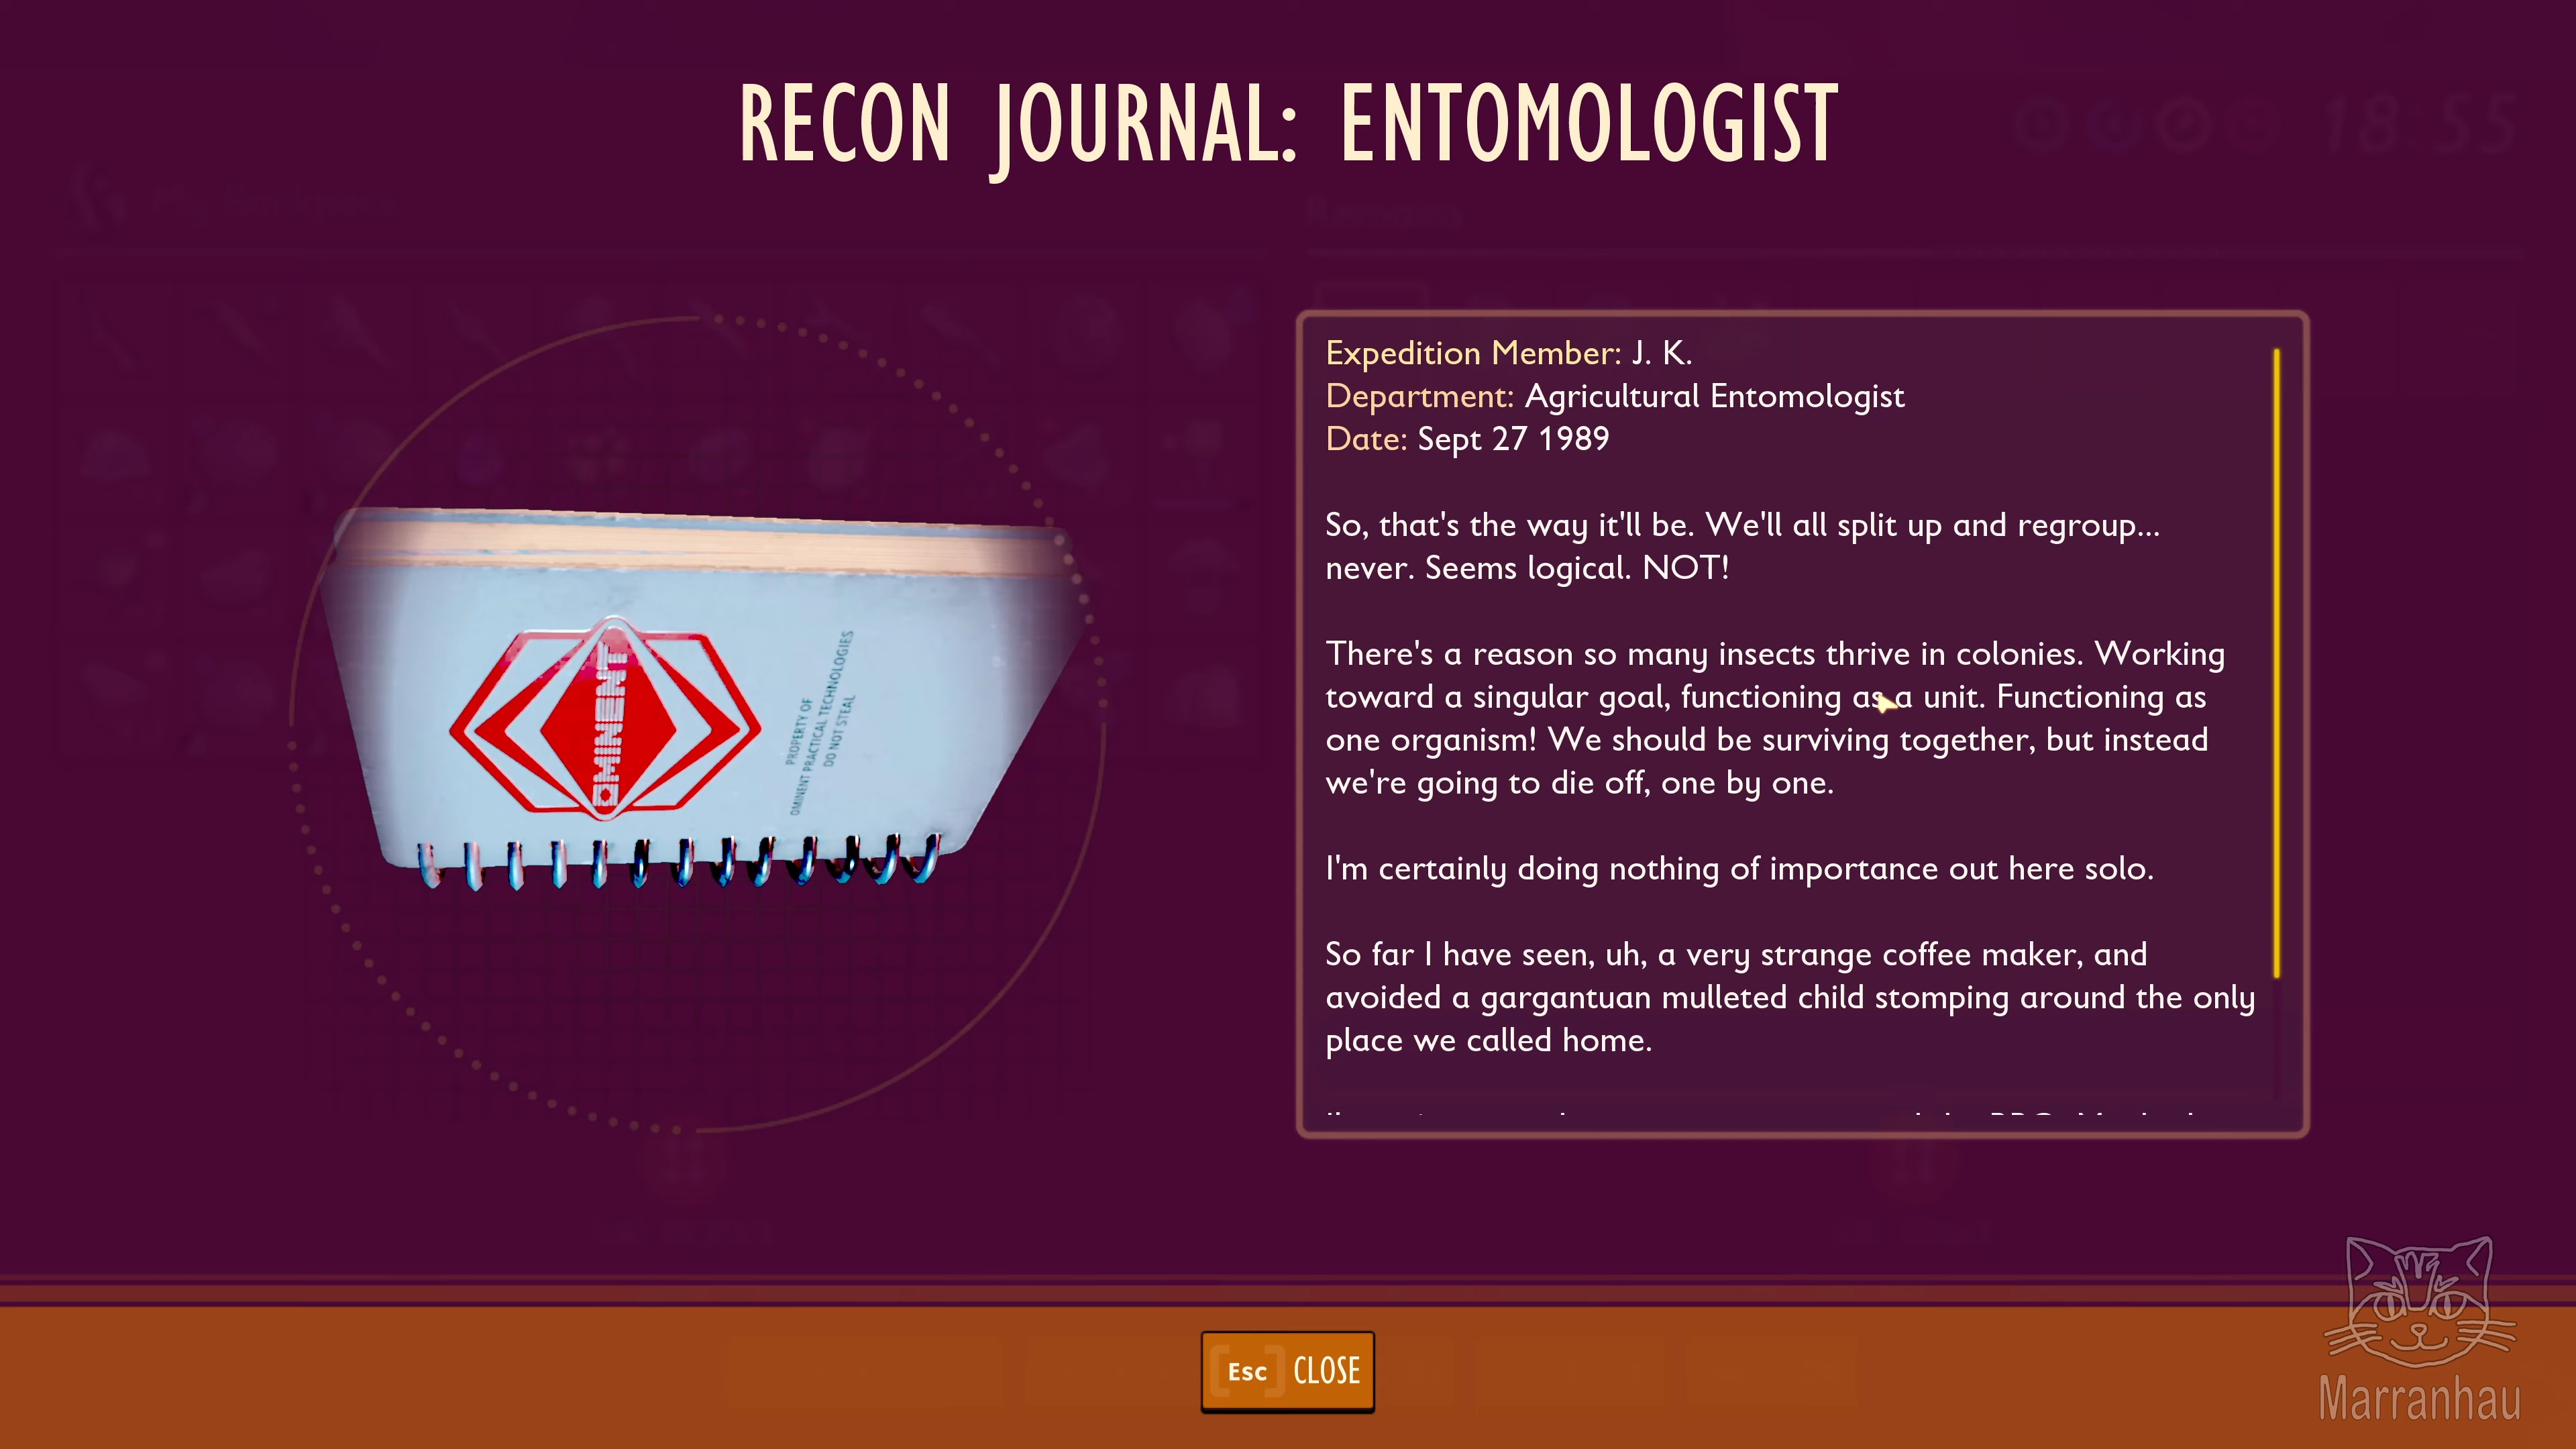 RECON JOURNAL: ENTOMOLOGIST
18:55
Expedition Member: J. K.
Department: Agricultural Entomologist
Date: Sept 27 1989
So, that's the way it'll be. We'll all split up and regroup...
never. Seems logical. NOT!
There's a reason so many insects thrive in colonies. Working
toward a singular goal, functioning as a unit. Functioning as
one organism! We should be surviving together, but instead
we're going to die off, one by one.
I'm certainly doing nothing of importance out here solo.
So far I have seen, uh, a very strange coffee maker, and
avoided a gargantuan mulleted child stomping around the only
place we called home.
OMINENT
PROPERTY OF
OMINENT PRACTICAL TECHNOLOGIES
DO NOT STEAL
Esc CLOSE
Marranhau